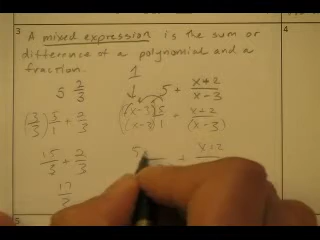 3
4
A mixed expression is the sum or
difference of a polynomial and a
fraction.
1
5 2/3
5 + x+2/x-3
(3/3) 5/1 + 2/3
(x-3)5/(x-3)1 + x+2/(x-3)
15/3 + 2/3
5 + x+2
17/3
5